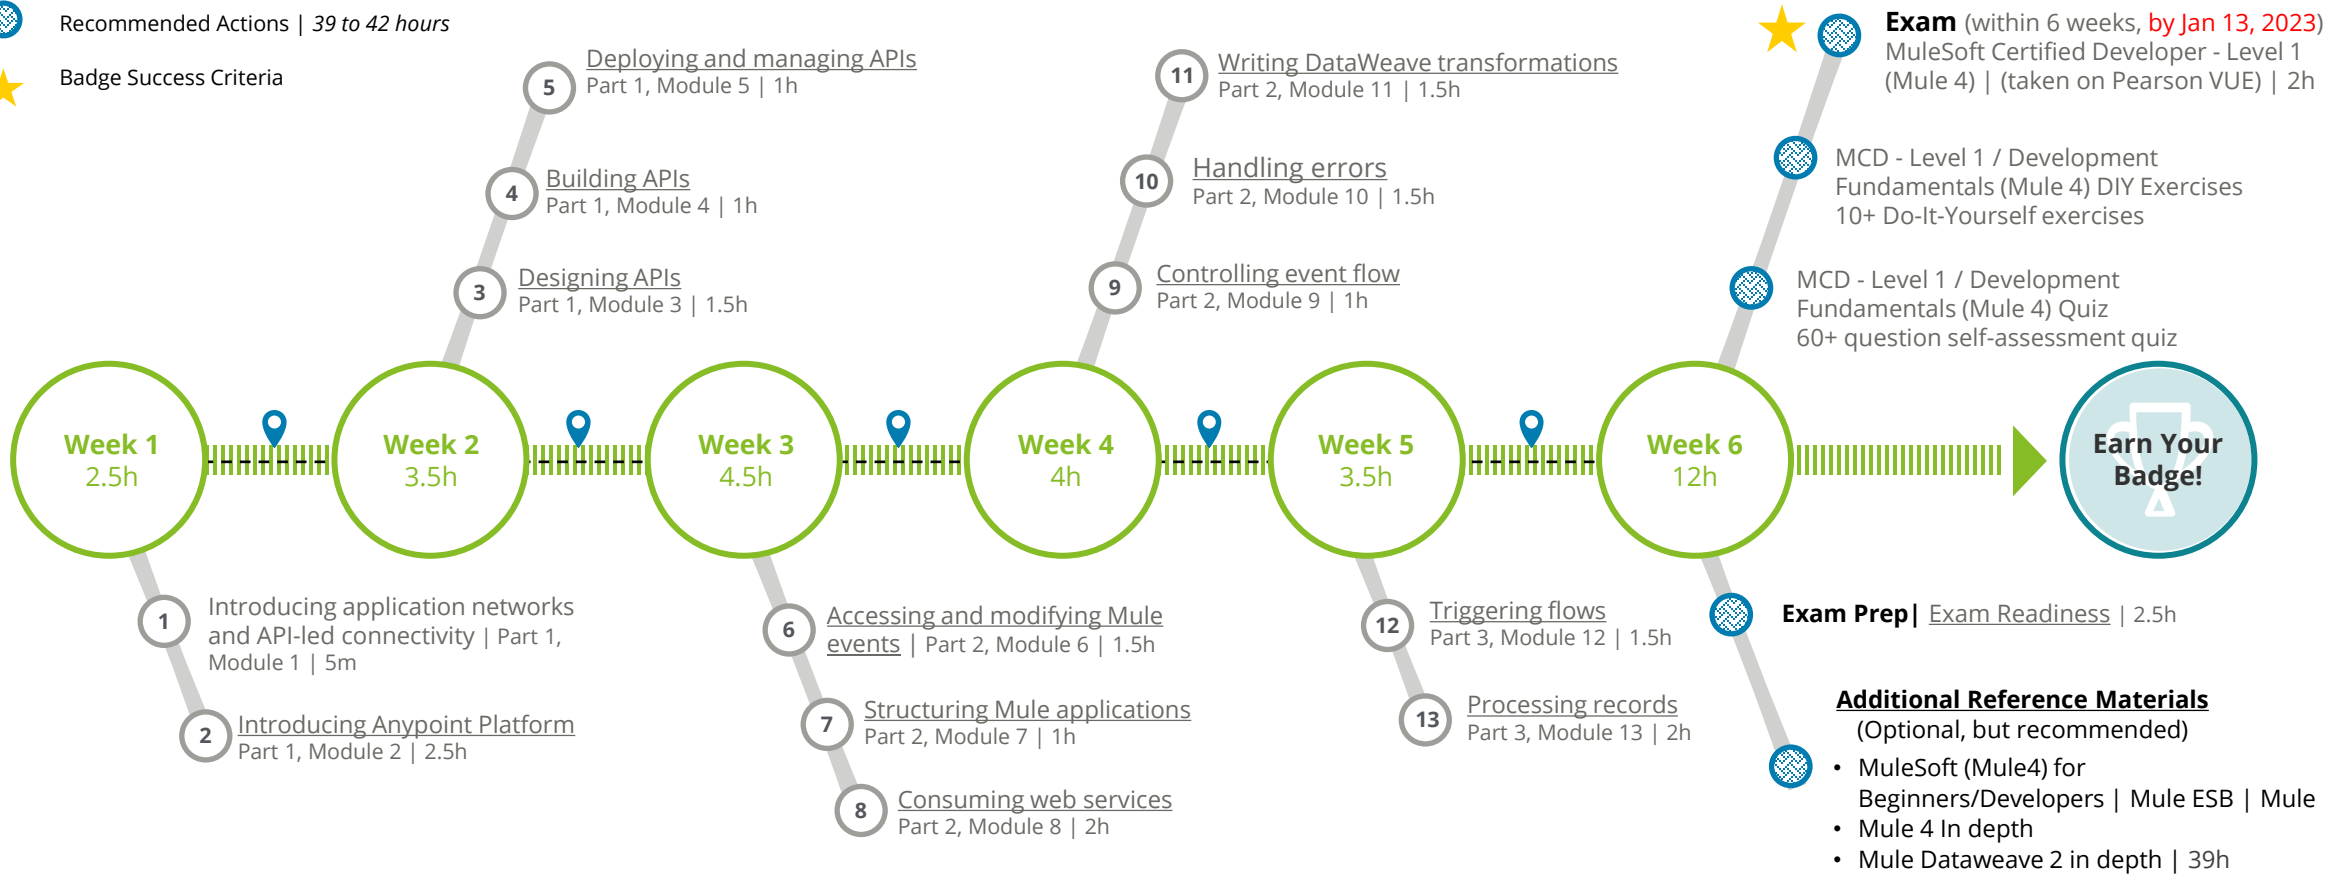 Recommended Actions | 39 to 42 hours
Badge Success Criteria
5
Deploying and managing APIs
Part 1, Module 5 | 1h
4
Building APIs
Part 1, Module 4 | 1h
3
Designing APIs
Part 1, Module 3 | 1.5h
11
Writing DataWeave transformations
Part 2, Module 11 | 1.5h
10
Handling errors
Part 2, Module 10 | 1.5h
9
Controlling event flow
Part 2, Module 9 | 1h
Exam (within 6 weeks, by Jan 13, 2023)
MuleSoft Certified Developer - Level 1
(Mule 4) | (taken on Pearson VUE) | 2h
MCD - Level 1 / Development
Fundamentals (Mule 4) DIY Exercises
10+ Do-It-Yourself exercises
MCD - Level 1 / Development
Fundamentals (Mule 4) Quiz
60+ question self-assessment quiz
Week 1
2.5h
Week 2
3.5h
Week 3
4.5h
Week 4
4h
Week 5
3.5h
Week 6
12h
Earn Your
Badge!
1
Introducing application networks
and API-led connectivity | Part 1,
Module 1 | 5m
2
Introducing Anypoint Platform
Part 1, Module 2 | 2.5h
6
Accessing and modifying Mule
events | Part 2, Module 6 | 1.5h
7
Structuring Mule applications
Part 2, Module 7 | 1h
8
Consuming web services
Part 2, Module 8 | 2h
12
Triggering flows
Part 3, Module 12 | 1.5h
13
Processing records
Part 3, Module 13 | 2h
Exam Prep| Exam Readiness | 2.5h
Additional Reference Materials
(Optional, but recommended)
• MuleSoft (Mule4) for
Beginners/Developers | Mule ESB | Mule
• Mule 4 In depth
• Mule Dataweave 2 in depth | 39h